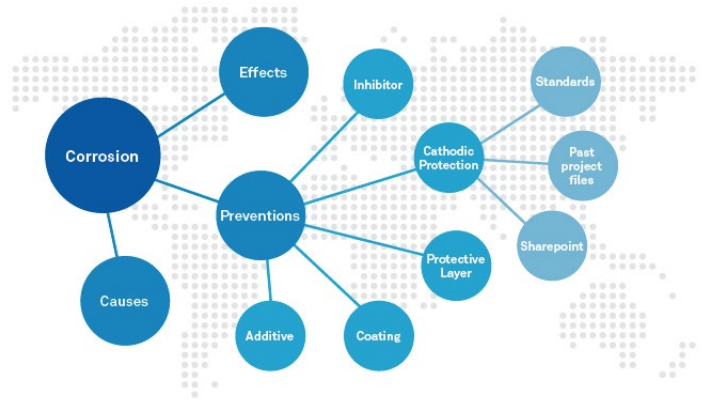 Effects
Inhibitor
Standards
Corrosion
Cathodic
Protection
Past
project
files
Preventions
Sharepoint
Protective
Layer
Causes
Additive
Coating